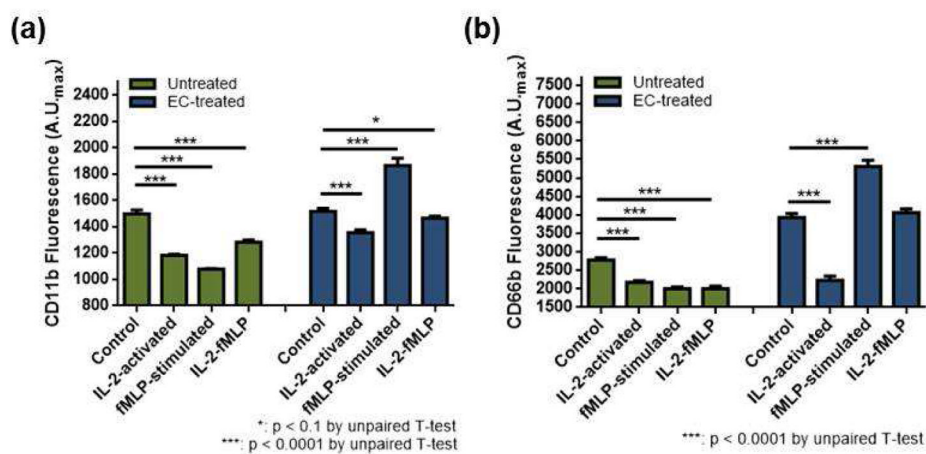 (a)
CD11b Fluorescence (A.U.max)
2400
2200
2000
1800
1600
1400
1200
1000
800
Untreated
EC-treated
***
***
***
*
***
***
Control
IL-2-activated
fMLP-stimulated
IL-2-fMLP
Control
IL-2-activated
fMLP-stimulated
IL-2-fMLP
*: p < 0.1 by unpaired T-test
***: p < 0.0001 by unpaired T-test
(b)
CD66b Fluorescence (A.U.max)
7500
7000
6500
6000
5500
5000
4500
4000
3500
3000
2500
2000
1500
Untreated
EC-treated
***
***
***
***
***
Control
IL-2-activated
fMLP-stimulated
IL-2-fMLP
Control
IL-2-activated
fMLP-stimulated
IL-2-fMLP
***: p < 0.0001 by unpaired T-test